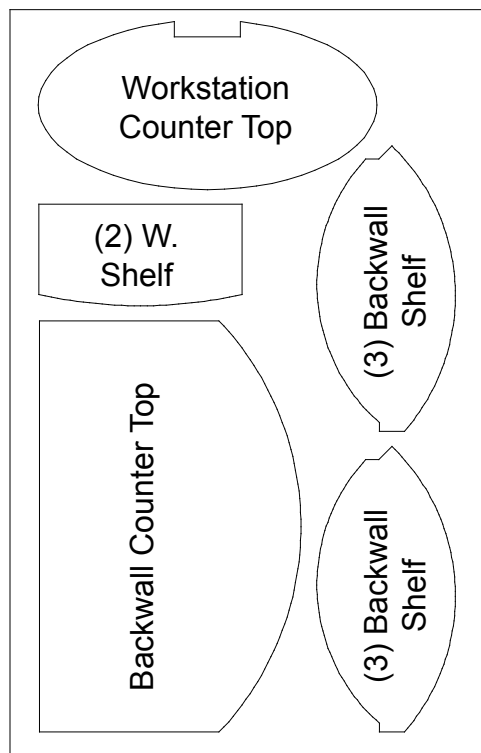 Workstation
Counter Top
(2) W.
Shelf
(3) Backwall
Shelf
Backwall Counter Top
(3) Backwall
Shelf